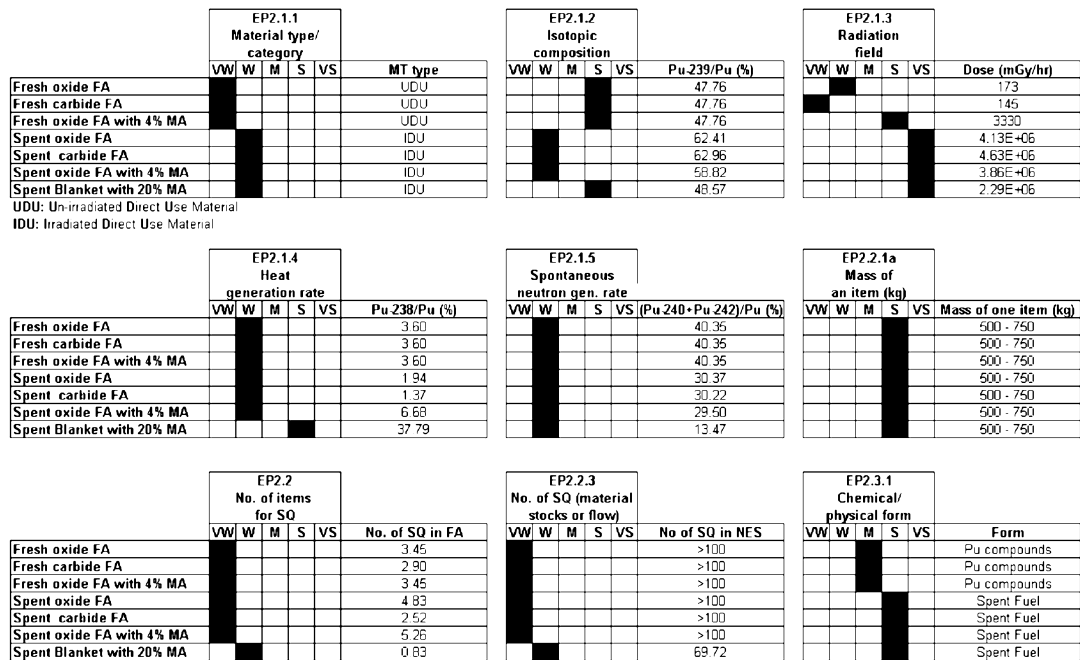 EP2.1.1 EP2.1.2 EP2.1.3
Material type/ Isotopic Radiation
category composition field
VW W M S VS MT type VW W M S VS Pu-239/Pu (%) VW W M S VS Dose (mGy/hr)
Fresh oxide FA UDU 47.76 173
Fresh carbide FA UDU 47.76 145
Fresh oxide FA with 4% MA UDU 47.76 3330
Spent oxide FA IDU 62.41 4.13E+06
Spent carbide FA IDU 62.96 4.63E+06
Spent oxide FA with 4% MA IDU 58.82 3.86E+06
Spent Blanket with 20% MA IDU 48.57 2.29E+06
UDU: Un-irradiated Direct Use Material
IDU: Irradiated Direct Use Material
EP2.1.4 EP2.1.5 EP2.2.1a
Heat Spontaneous Mass of
generation rate neutron gen. rate an item (kg)
VW W M S VS Pu-238/Pu (%) VW W M S VS (Pu-240+Pu-242)/Pu (%) VW W M S VS Mass of one item (kg)
Fresh oxide FA 3.60 40.35 500 - 750
Fresh carbide FA 3.60 40.35 500 - 750
Fresh oxide FA with 4% MA 3.60 40.35 500 - 750
Spent oxide FA 1.94 30.37 500 - 750
Spent carbide FA 1.37 30.22 500 - 750
Spent oxide FA with 4% MA 6.68 29.50 500 - 750
Spent Blanket with 20% MA 37.79 13.47 500 - 750
EP2.2 EP2.2.3 EP2.3.1
No. of items No. of SQ (material Chemical/
for SQ stocks or flow) physical form
VW W M S VS No. of SQ in FA VW W M S VS No of SQ in NES VW W M S VS Form
Fresh oxide FA 3.45 >100 Pu compounds
Fresh carbide FA 2.90 >100 Pu compounds
Fresh oxide FA with 4% MA 3.45 >100 Pu compounds
Spent oxide FA 4.83 >100 Spent Fuel
Spent carbide FA 2.52 >100 Spent Fuel
Spent oxide FA with 4% MA 5.26 >100 Spent Fuel
Spent Blanket with 20% MA 0.83 69.72 Spent Fuel